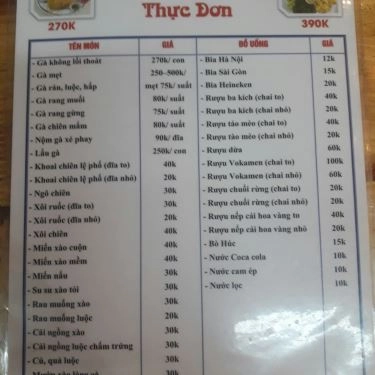 Thực Đơn
270K
390K
TÊN MÓN GIÁ ĐỒ UỐNG GIÁ
- Gà không lối thoát 270k/ con - Bia Hà Nội 12k
- Gà mẹt 250-500k/ - Bia Sài Gòn 15k
- Gà rán, luộc, hấp mẹt 75k/ suất - Bia Heineken 20k
- Gà rang muối 80k/ suất - Rượu ba kích (chai to) 40k
- Gà rang gừng 75k/ suất - Rượu ba kích (chai nhỏ) 20k
- Gà chiên mắm 80k/ suất - Rượu táo mèo (chai to) 40k
- Nộm gà xé phay 90k/ đĩa - Rượu táo mèo (chai nhỏ) 20k
- Lẩu gà 250k/ con - Rượu dừa 60k
- Khoai chiên lệ phố (đĩa to) 40k - Rượu Vokamen (chai to) 100k
- Khoai chiên lệ phố (đĩa nhỏ) 20k - Rượu Vokamen (chai nhỏ) 60k
- Ngô chiên 30k - Rượu chuối rừng (chai to) 40k
- Xôi ruốc (đĩa to) 30k - Rượu chuối rừng (chai nhỏ) 20k
- Xôi ruốc (đĩa nhỏ) 20k - Rượu nếp cái hoa vàng to 40k
- Xôi chiên 40k - Rượu nếp cái hoa vàng nhỏ 20k
- Miến xào cuộn 40k - Bò Húc 15k
- Miến xào mềm 40k - Nước Coca cola 10k
- Miến nấu 30k - Nước cam ép 10k
- Su su xào tỏi 30k - Nước lọc 10k
- Rau muống xào 30k
- Rau muống luộc 20k
- Cải ngồng xào 30k
- Cải ngồng luộc chấm trứng 30k
- Củ, quả luộc 30k